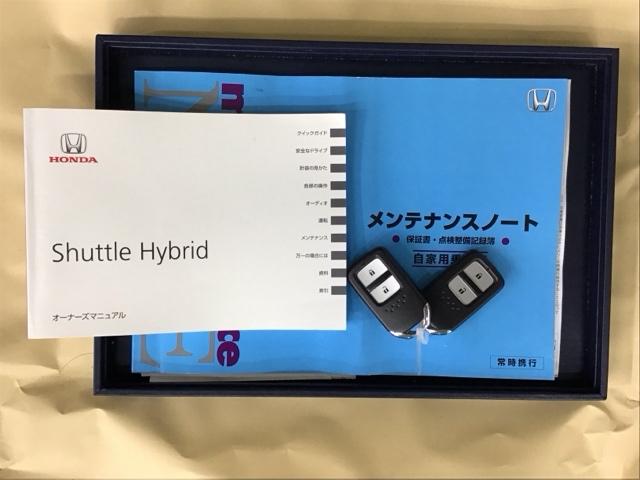 HONDA
Shuttle Hybrid
オーナーズマニュアル
クイックガイド
安全なドライブ
計器の見かた
各部の操作
オーディオ
運転
メンテナンス
万一の場合には
資料
索引
メンテナンスノート
● 保証書・点検整備記録簿 ●
自家用乗
常時携行